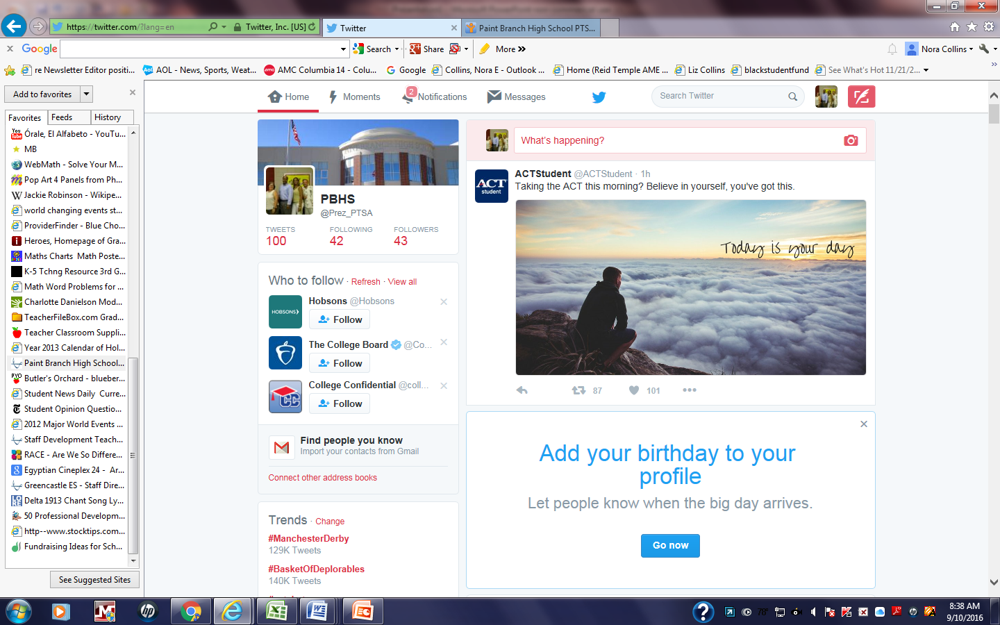 https://twitter.com/?lang=en
Twitter, Inc. [US]
Twitter
Paint Branch High School PTS...
Google
Search
Share
More »
Nora Collins
re Newsletter Editor positi...
AOL - News, Sports, Weat...
AMC Columbia 14 - Colu...
Google
Collins, Nora E - Outlook ...
Home (Reid Temple AME ...
Liz Collins
blackstudentfund
See What's Hot 11/21/2...
Add to favorites
Favorites
Feeds
History
Órale, El Alfabeto - YouTu...
MB
WebMath - Solve Your M...
Pop Art 4 Panels from Ph...
Jackie Robinson - Wikipe...
world changing events st...
ProviderFinder - Blue Cho...
Heroes, Homepage of Gra...
Maths Charts Math Poste...
K-5 Tchng Resource 3rd G...
Math Word Problems for ...
Charlotte Danielson Mod...
TeacherFileBox.com Grad...
Teacher Classroom Suppli...
Year 2013 Calendar of Hol...
Paint Branch High School...
Butler's Orchard - blueber...
Student News Daily Curre...
Student Opinion Questio...
2012 Major World Events ...
Staff Development Teach...
RACE - Are We So Differe...
Egyptian Cineplex 24 - Ar...
Greencastle ES - Staff Dire...
Delta 1913 Chant Song Ly...
50 Professional Developm...
http--www.stocktips.com...
Fundraising Ideas for Sch...
See Suggested Sites
Home
Moments
2
Notifications
Messages
Search Twitter
PBHS
@Prez_PTSA
TWEETS
FOLLOWING
FOLLOWERS
100
42
43
Who to follow · Refresh · View all
HOBSONS
Hobsons @Hobsons
Follow
The College Board @Co...
Follow
CC
College Confidential @coll...
Follow
Find people you know
Import your contacts from Gmail
Connect other address books
Trends · Change
#ManchesterDerby
129K Tweets
#BasketOfDeplorables
140K Tweets
What's happening?
ACT
student
ACTStudent @ACTStudent · 1h
Taking the ACT this morning? Believe in yourself, you've got this.
Today is your day
87
101
Add your birthday to your
profile
Let people know when the big day arrives.
Go now
8:38 AM
9/10/2016